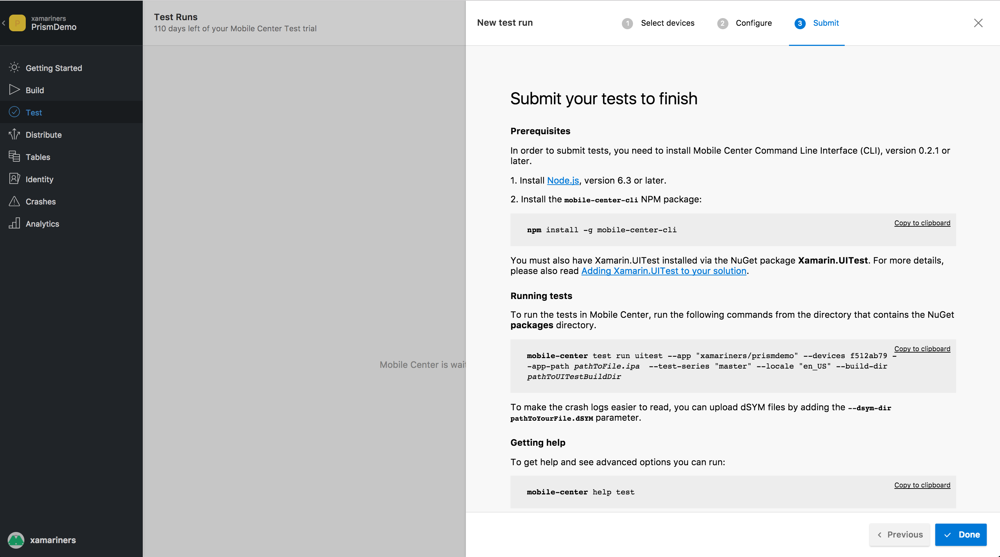 xamariners
P
PrismDemo
Getting Started
Build
Test
Distribute
Tables
Identity
Crashes
Analytics
xamariners
Test Runs
110 days left of your Mobile Center Test trial
Mobile Center is wait
New test run
1 Select devices
2 Configure
3 Submit
Submit your tests to finish
Prerequisites
In order to submit tests, you need to install Mobile Center Command Line Interface (CLI), version 0.2.1 or
later.
1. Install Node.js, version 6.3 or later.
2. Install the mobile-center-cli NPM package:
Copy to clipboard
npm install -g mobile-center-cli
You must also have Xamarin.UITest installed via the NuGet package Xamarin.UITest. For more details,
please also read Adding Xamarin.UITest to your solution.
Running tests
To run the tests in Mobile Center, run the following commands from the directory that contains the NuGet
packages directory.
Copy to clipboard
mobile-center test run uitest --app "xamariners/prismdemo" --devices f512ab79 -
-app-path pathToFile.ipa --test-series "master" --locale "en_US" --build-dir
pathToUITestBuildDir
To make the crash logs easier to read, you can upload dSYM files by adding the --dsym-dir
pathToYourFile.dSYM parameter.
Getting help
To get help and see advanced options you can run:
Copy to clipboard
mobile-center help test
Previous
Done